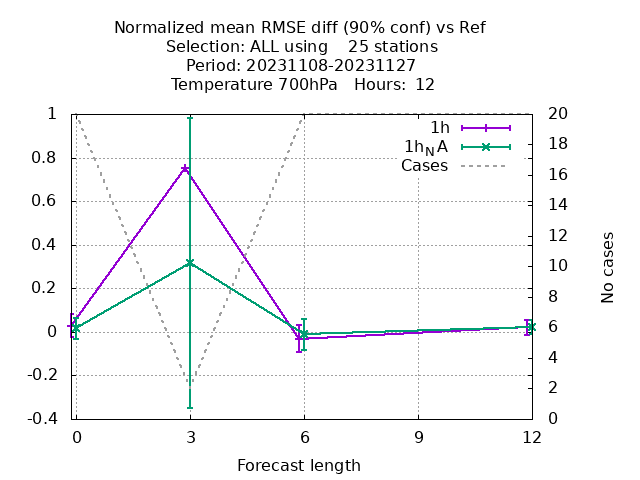 Normalized mean RMSE diff (90% conf) vs Ref
Selection: ALL using    25 stations
Period: 20231108-20231127
Temperature 700hPa   Hours:  12
1h
1h_NA
Cases
1
0.8
0.6
0.4
0.2
0
-0.2
-0.4
20
18
16
14
12
10
8
6
4
2
0
No cases
0 3 6 9 12
Forecast length